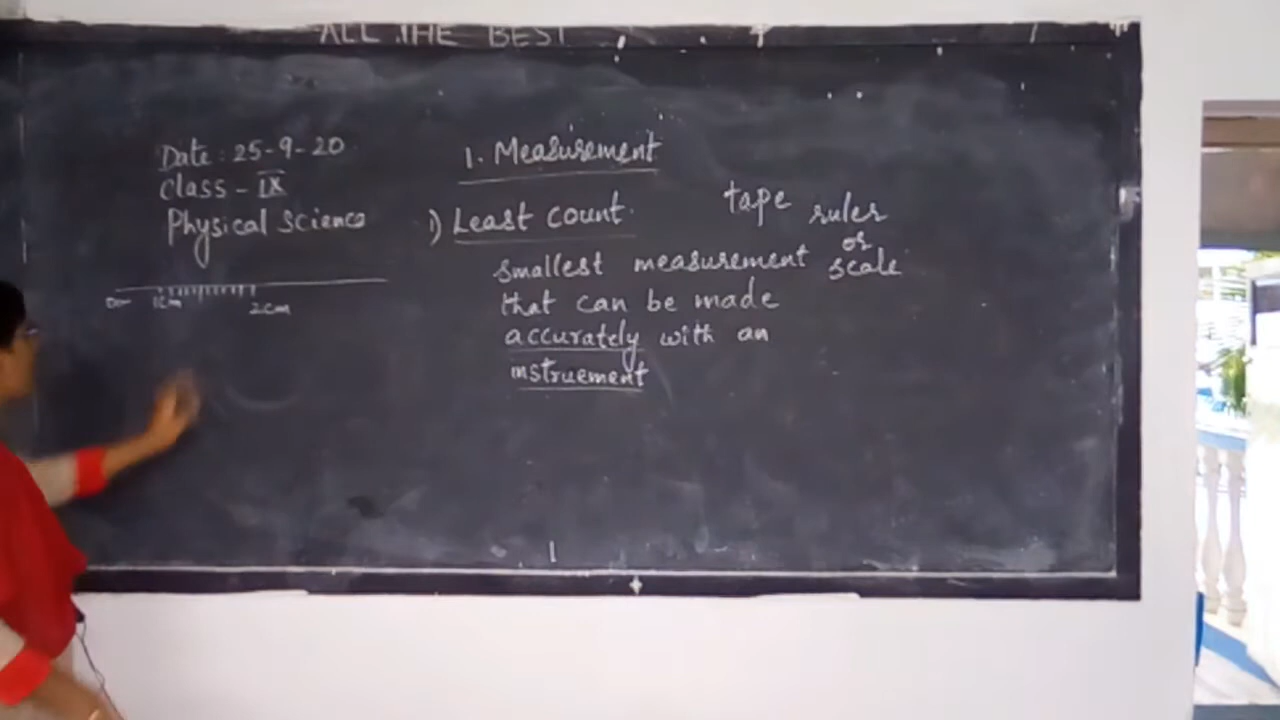 ALL THE BEST
Date: 25-9-20
Class - IX
Physical Science
1cm
2cm
1. Measurement
i) Least count.
smallest measurement
that can be made
accurately with an
instruement
tape
ruler
or
scale